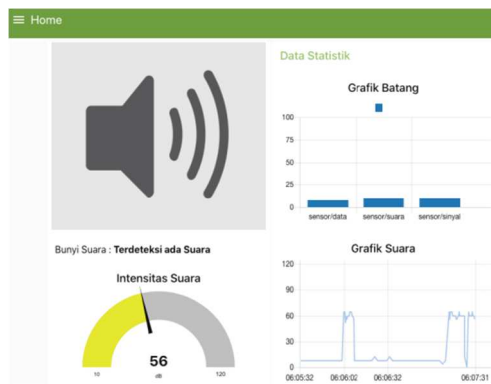 Home
Data Statistik
Grafik Batang
100
75
50
25
0
sensor/data sensor/suara sensor/sinyal
Bunyi Suara : Terdeteksi ada Suara
Intensitas Suara
56
dB
10 120
Grafik Suara
120
90
60
30
0
06:05:32 06:06:02 06:06:32 06:07:31